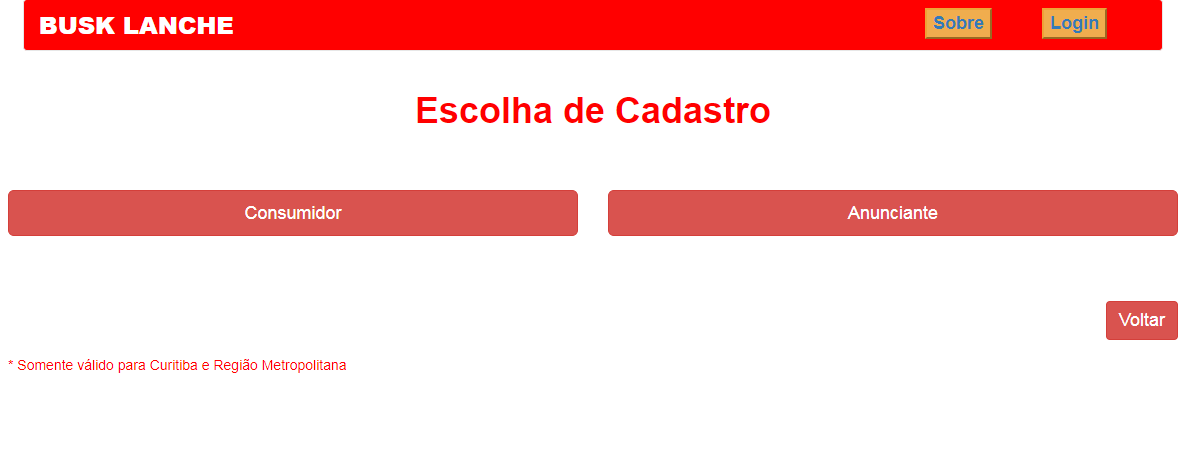 BUSK LANCHE Sobre Login
Escolha de Cadastro
Consumidor Anunciante
Voltar
* Somente válido para Curitiba e Região Metropolitana